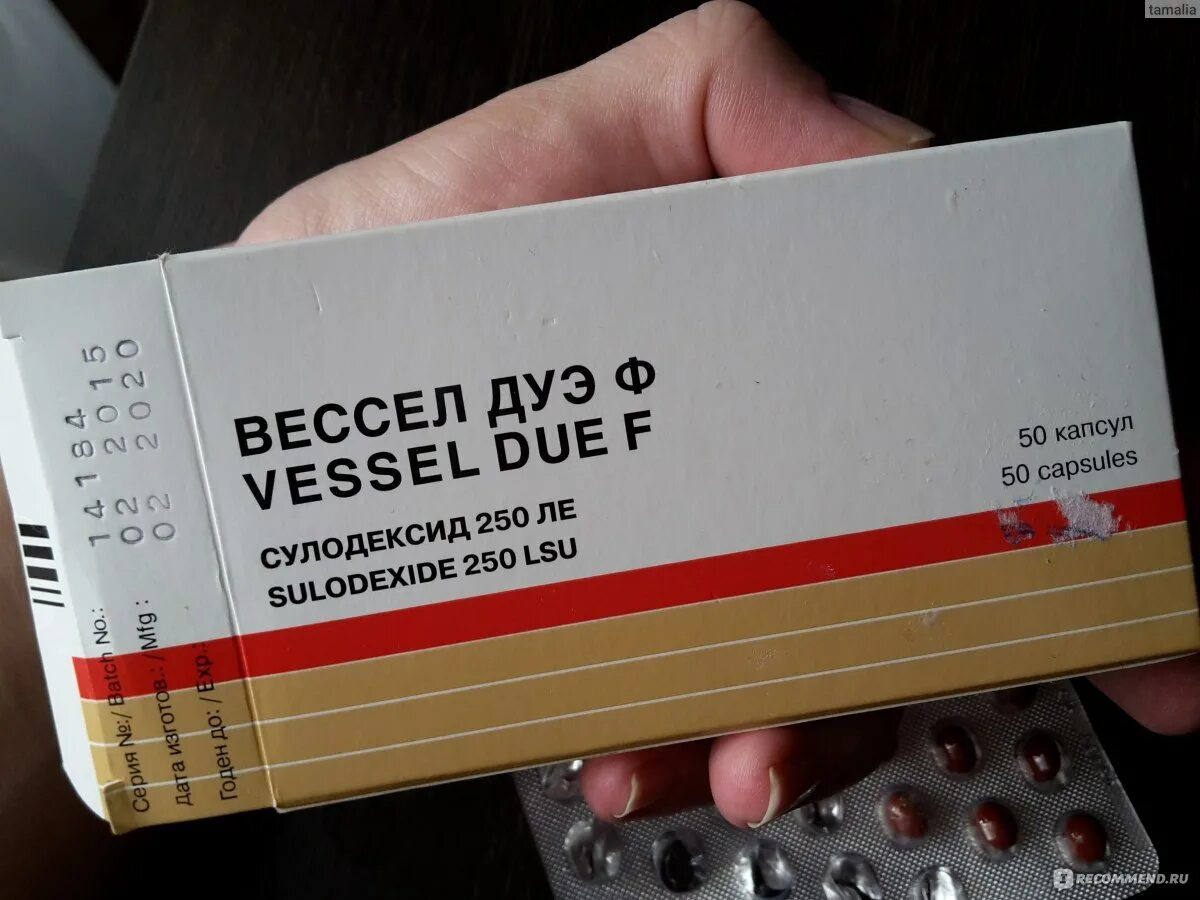 tamalia
ВЕССЕЛ ДУЭ Ф
VESSEL DUE F
СУЛОДЕКСИД 250 ЛЕ
SULODEXIDE 250 LSU
50 капсул
50 capsules
Серия №:/ Batch No.: 14184
Дата изготов.: / Mfg : 02 2015
Годен до: / Exp.: 02 2020
RECOMMEND.RU